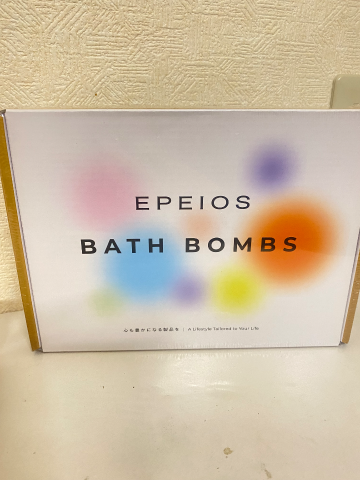 EPEIOS
BATH BOMBS
心も豊かになる製品を | A Lifestyle Tailored to Your Life